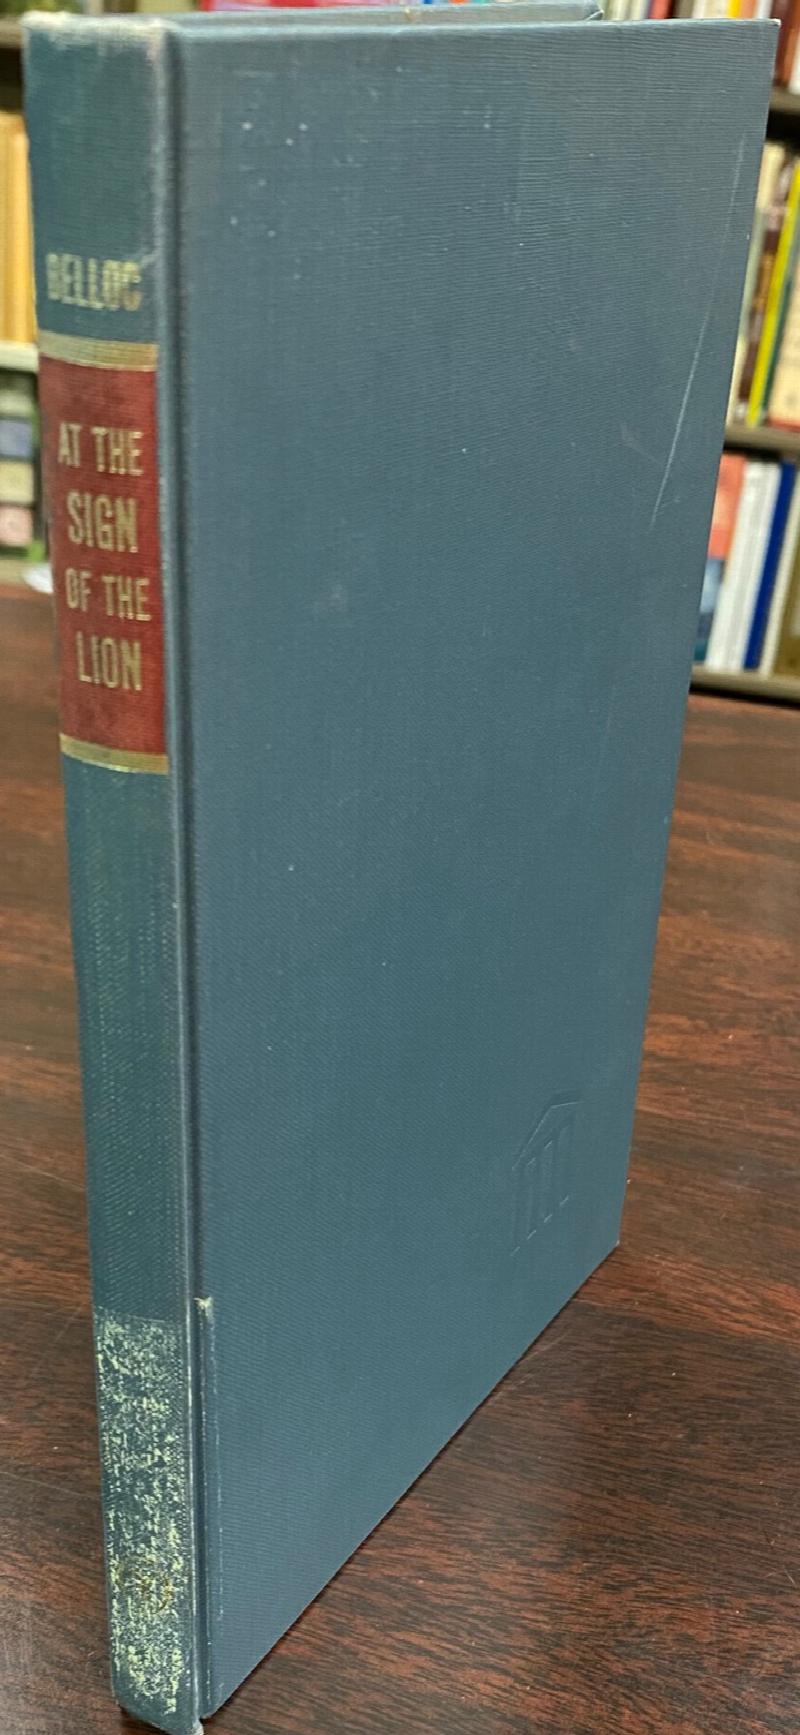 BELLOC
AT THE
SIGN
OF THE
LION